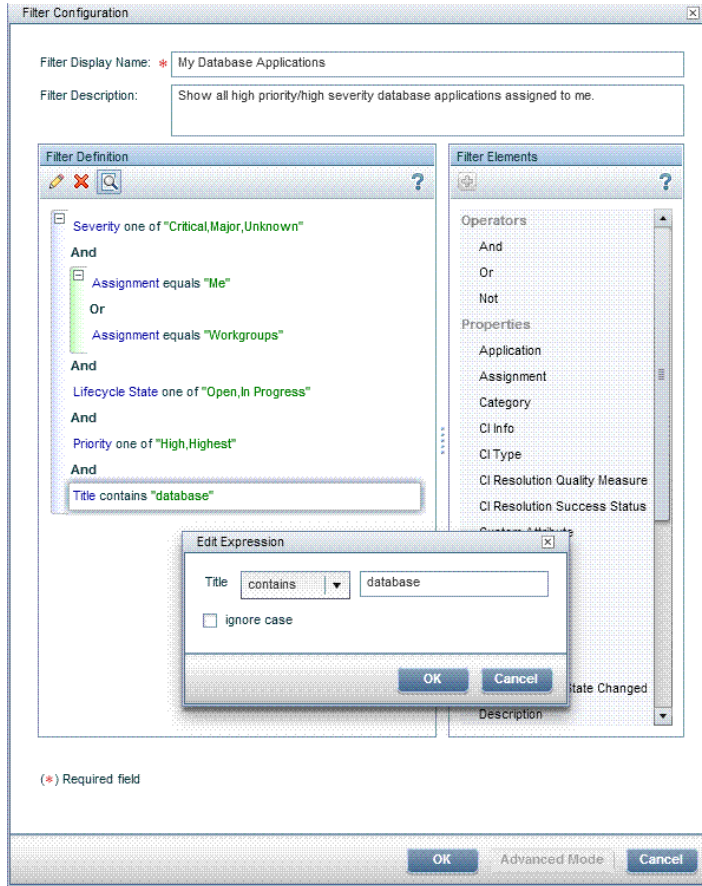 Filter Configuration
Filter Display Name: * My Database Applications
Filter Description: Show all high priority/high severity database applications assigned to me.
Filter Definition
Filter Elements
?
?
Severity one of "Critical,Major,Unknown"
And
Assignment equals "Me"
Or
Assignment equals "Workgroups"
And
Lifecycle State one of "Open,In Progress"
And
Priority one of "High,Highest"
And
Title contains "database"
Operators
And
Or
Not
Properties
Application
Assignment
Category
CI Info
CI Type
CI Resolution Quality Measure
CI Resolution Success Status
State Changed
Description
Edit Expression
Title contains database
ignore case
OK Cancel
(*) Required field
OK Advanced Mode Cancel